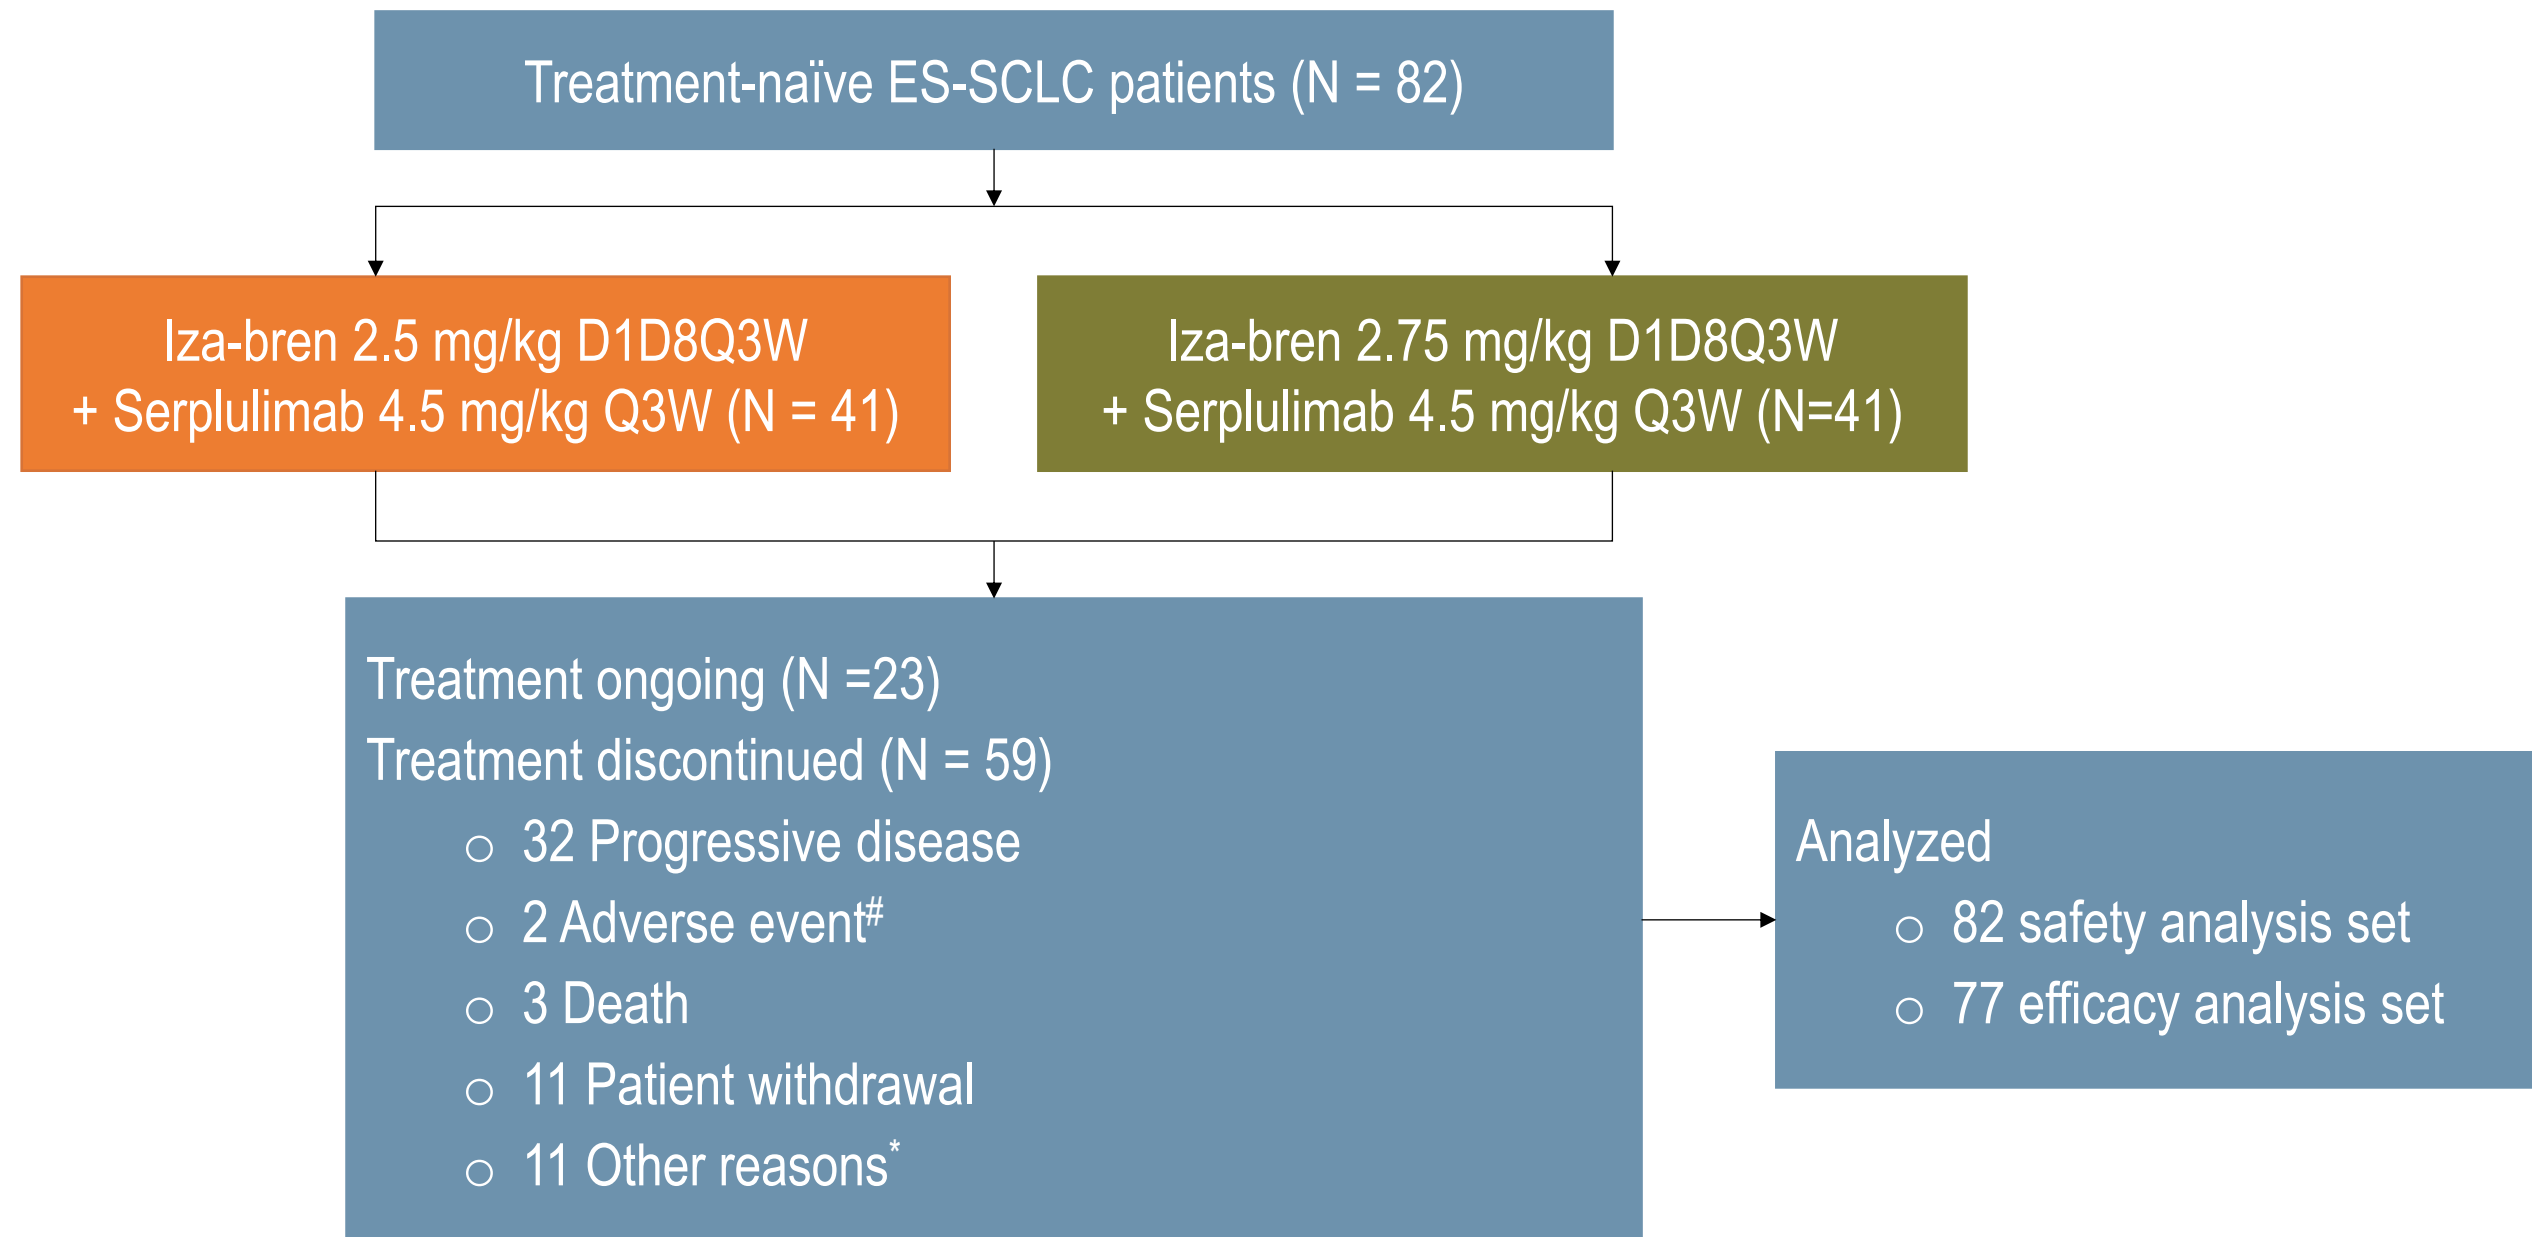 Treatment-naïve ES-SCLC patients (N = 82)
Iza-bren 2.5 mg/kg D1D8Q3W
+ Serplulimab 4.5 mg/kg Q3W (N = 41)
Iza-bren 2.75 mg/kg D1D8Q3W
+ Serplulimab 4.5 mg/kg Q3W (N=41)
Treatment ongoing (N =23)
Treatment discontinued (N = 59)
○ 32 Progressive disease
○ 2 Adverse event#
○ 3 Death
○ 11 Patient withdrawal
○ 11 Other reasons*
Analyzed
○ 82 safety analysis set
○ 77 efficacy analysis set